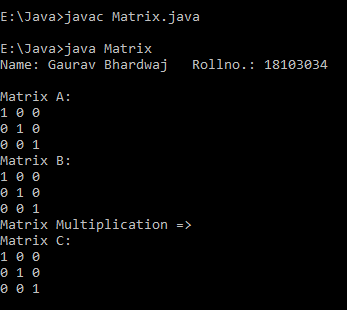 E:\Java>javac Matrix.java
E:\Java>java Matrix
Name: Gaurav Bhardwaj   Rollno.: 18103034
Matrix A:
1 0 0
0 1 0
0 0 1
Matrix B:
1 0 0
0 1 0
0 0 1
Matrix Multiplication =>
Matrix C:
1 0 0
0 1 0
0 0 1